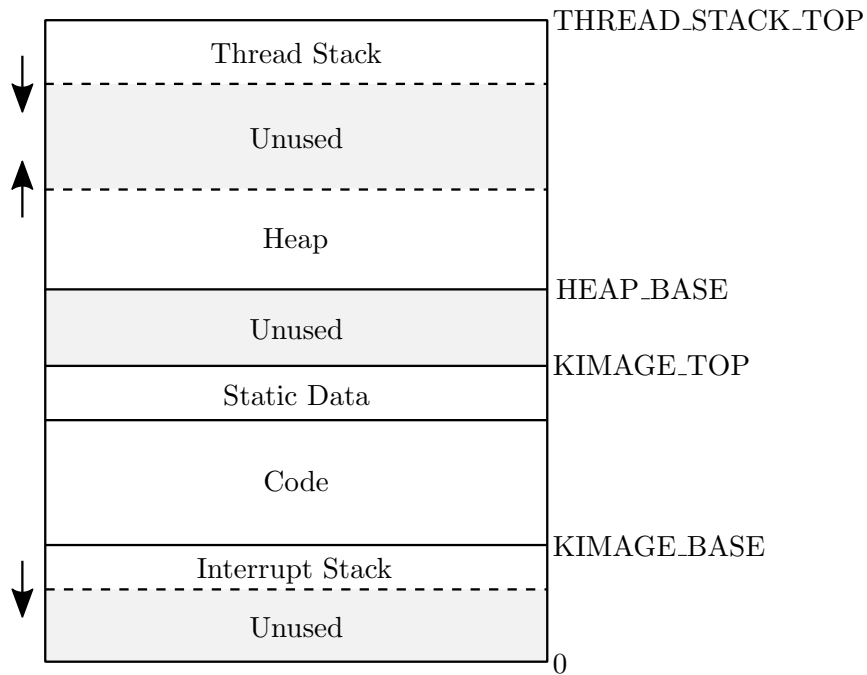 THREAD_STACK_TOP
Thread Stack
Unused
Heap
HEAP_BASE
Unused
KIMAGE_TOP
Static Data
Code
KIMAGE_BASE
Interrupt Stack
Unused
0